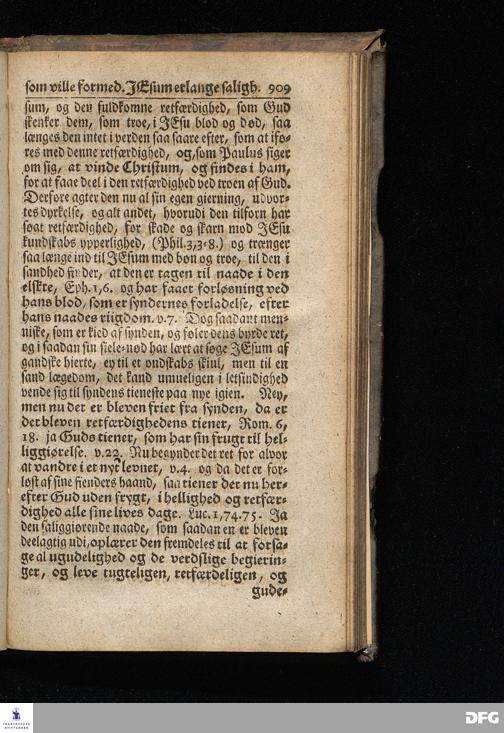 som ville formed. JEsum erlange saligh. 909
sum, og den fuldkomne retfærdighed, som Gud
skenker dem, som troe, i JEsu blod og død, saa
længes den intet i verden saa saare efter, som at ifø-
res med denne retfærdighed, og, som Paulus siger
om sig, at vinde Christum, og findes i ham,
for at faae deel i den retfærdighed ved troen af Gud.
Derfore agter den nu al sin egen gierning, udvor-
tes dyrkelse, og alt andet, hvorudi den tilforn har
søgt retfærdighed, for skade og skarn mod JEsu
kundskabs ypperlighed, (Phil. 3,3-8.) og trænger
saa længe ind til JEsum med bøn og troe, til den i
sandhed finder, at den er tagen til naade i den
elskte, Eph. 1,6. og har faaet forløsning ved
hans blod, som er syndernes forladelse, efter
hans naades riigdom. v. 7. Dog saadant men-
niske, som er kied af synden, og føler dens byrde ret,
og i saadan sin siele-nød har lært at søge JEsum af
gandske hierte, ey til et ondskabs skiul, men til en
sand lægedom, det kand umueligen i letsindighed
vende sig til syndens tieneste paa nye igien. Ney,
men nu der er bleven friet fra synden, da er
det bleven retfærdighedens tiener, Rom. 6,
18. ja Guds tiener, som har sin frugt til hel-
liggiørelse. v. 22. Nu begynder det ret for alvor
at vandre i et nyt levnet, v. 4. og da det er for-
løst af sine fienders haand, saa tiener det nu her-
efter Gud uden frygt, i hellighed og retfær-
dighed alle sine lives dage. Luc. 1,74.75. Ja
den saliggiørende naade, som saadan en er bleven
deelagtig udi, oplærer den fremdeles til at forsa-
ge al ugudelighed og de verdslige begierin-
ger, og leve tugteligen, retfærdeligen, og
gude-
FRANCKESCHE
STIFTUNGEN
DFG